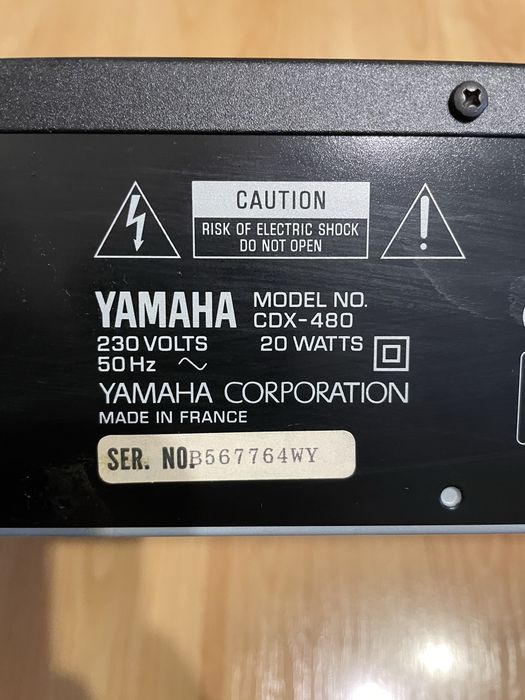 CAUTION
RISK OF ELECTRIC SHOCK
DO NOT OPEN
YAMAHA MODEL NO.
CDX-480
230 VOLTS 20 WATTS
50 Hz ~
YAMAHA CORPORATION
MADE IN FRANCE
SER. NO. B567764WY